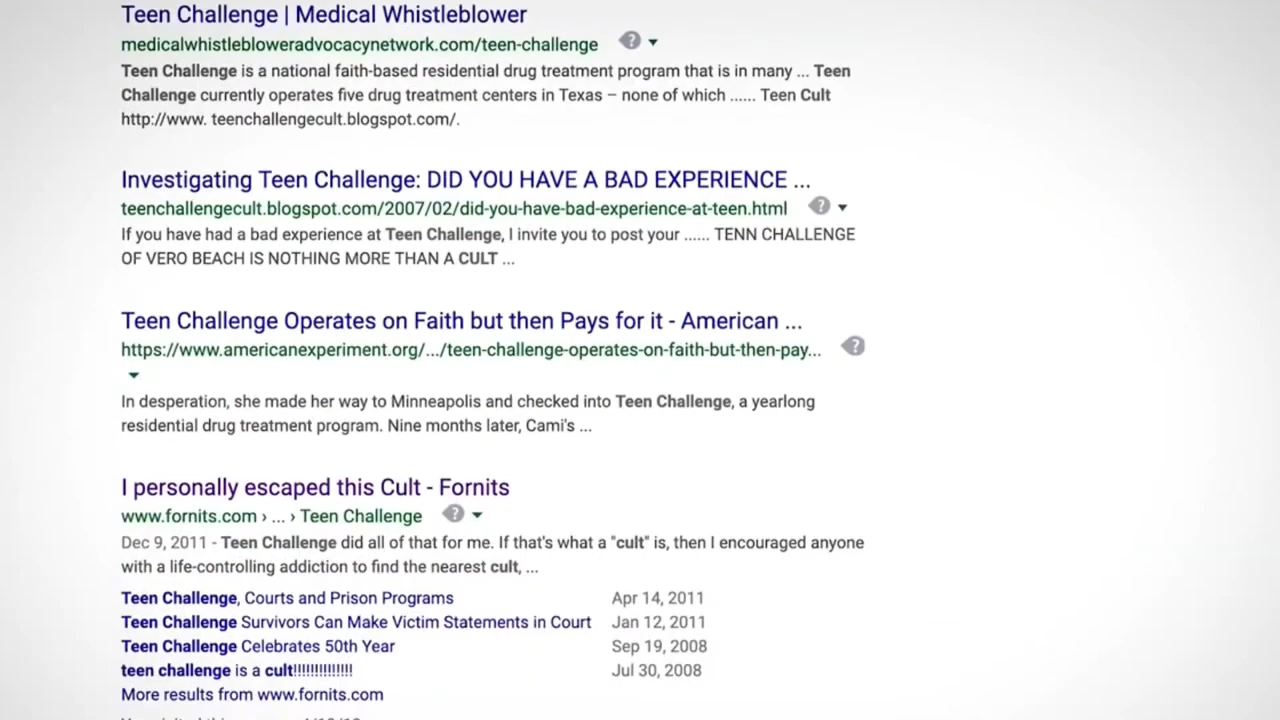 Teen Challenge | Medical Whistleblower
medicalwhistlebloweradvocacynetwork.com/teen-challenge
Teen Challenge is a national faith-based residential drug treatment program that is in many ... Teen
Challenge currently operates five drug treatment centers in Texas – none of which ...... Teen Cult
http://www. teenchallengecult.blogspot.com/.
Investigating Teen Challenge: DID YOU HAVE A BAD EXPERIENCE ...
teenchallengecult.blogspot.com/2007/02/did-you-have-bad-experience-at-teen.html
If you have had a bad experience at Teen Challenge, I invite you to post your ...... TENN CHALLENGE
OF VERO BEACH IS NOTHING MORE THAN A CULT ...
Teen Challenge Operates on Faith but then Pays for it - American ...
https://www.americanexperiment.org/.../teen-challenge-operates-on-faith-but-then-pay...
In desperation, she made her way to Minneapolis and checked into Teen Challenge, a yearlong
residential drug treatment program. Nine months later, Cami's ...
I personally escaped this Cult - Fornits
www.fornits.com › ... › Teen Challenge
Dec 9, 2011 - Teen Challenge did all of that for me. If that's what a "cult" is, then I encouraged anyone
with a life-controlling addiction to find the nearest cult, ...
Teen Challenge, Courts and Prison Programs Apr 14, 2011
Teen Challenge Survivors Can Make Victim Statements in Court Jan 12, 2011
Teen Challenge Celebrates 50th Year Sep 19, 2008
teen challenge is a cult!!!!!!!!!!!!!! Jul 30, 2008
More results from www.fornits.com